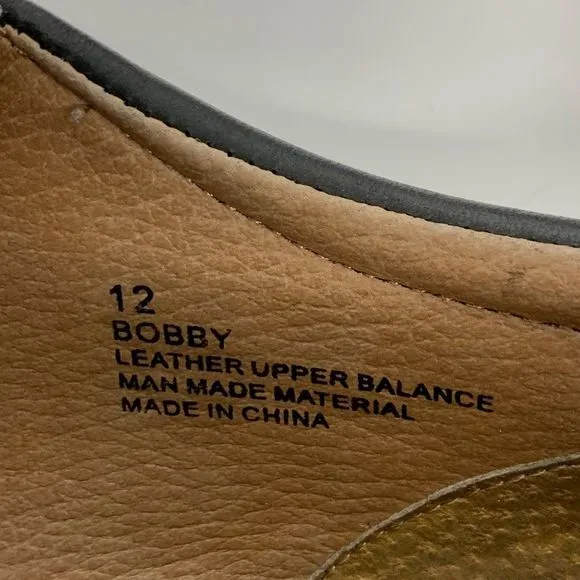 12
BOBBY
LEATHER UPPER BALANCE
MAN MADE MATERIAL
MADE IN CHINA